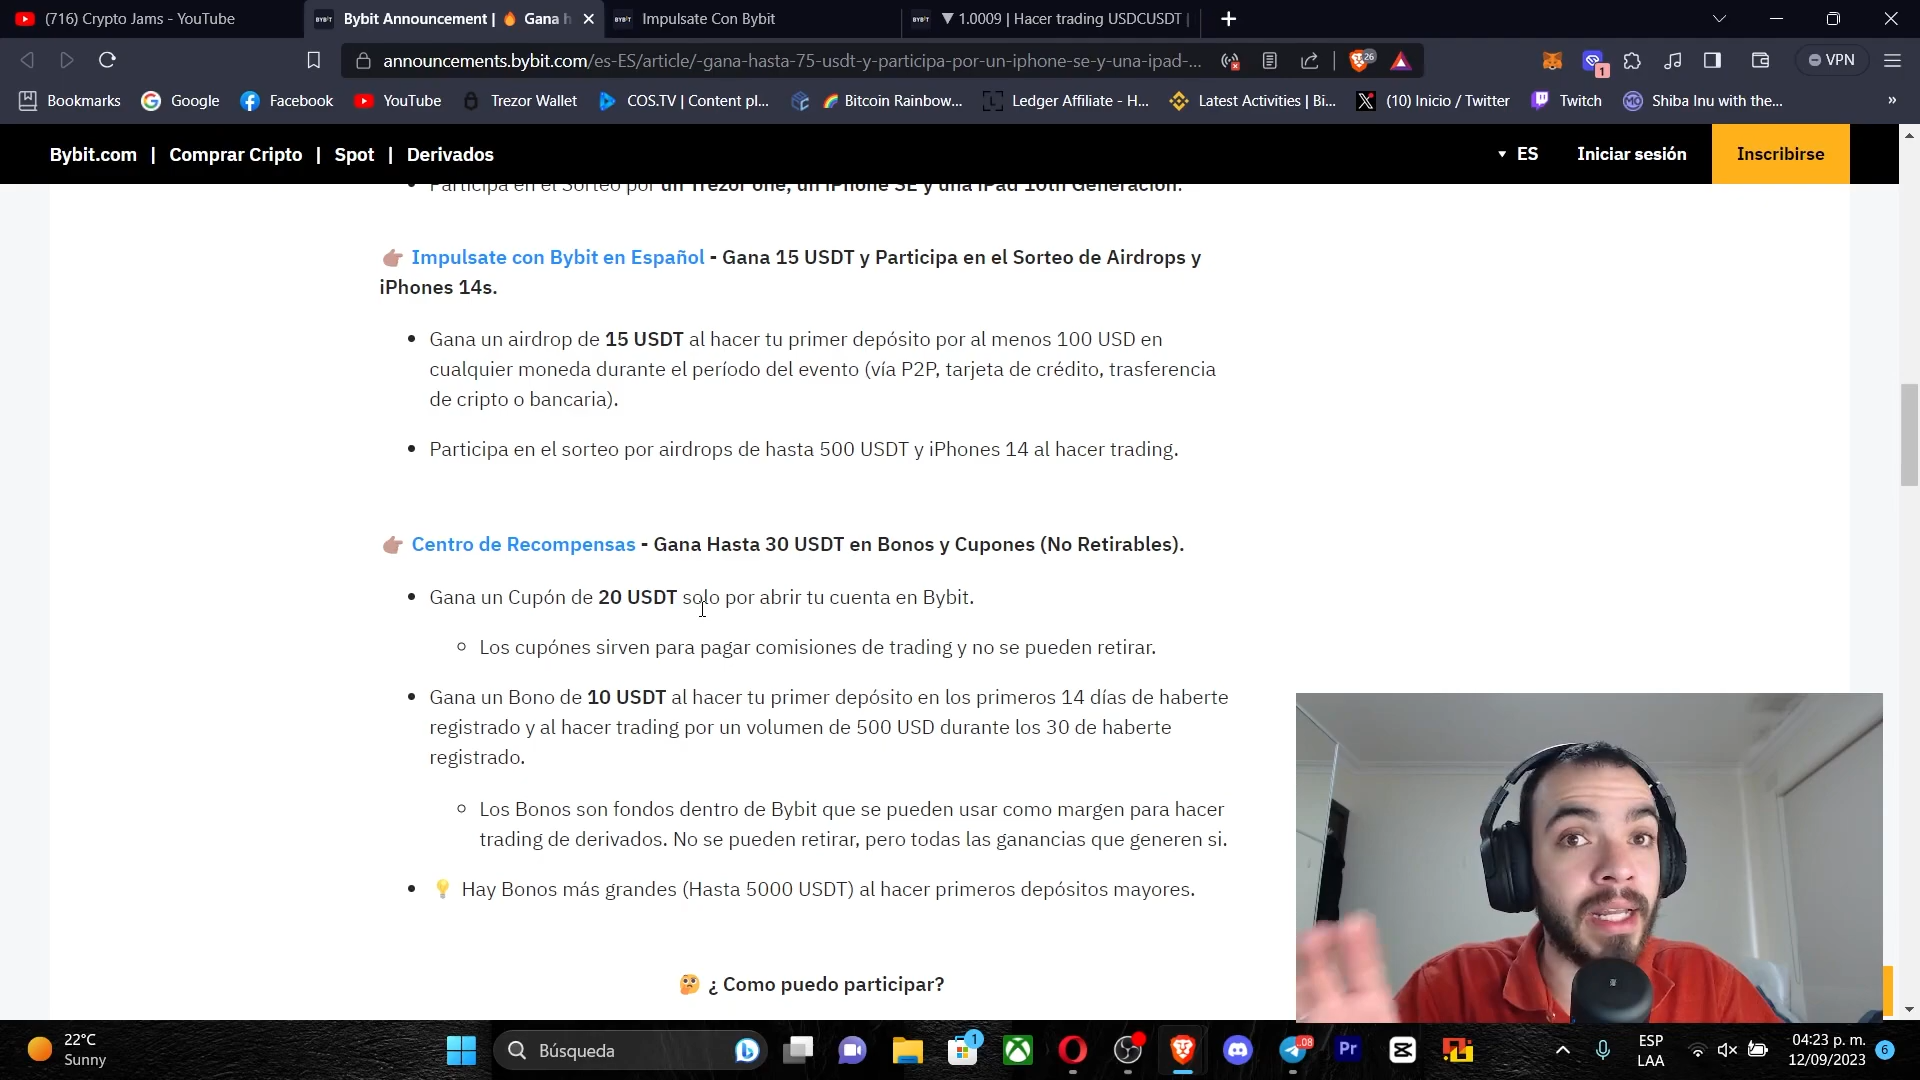 (716) Crypto Jams - YouTube
Bybit Announcement | 🔥 Gana h
Impulsate Con Bybit
▼ 1.0009 | Hacer trading USDCUSDT |
announcements.bybit.com/es-ES/article/-gana-hasta-75-usdt-y-participa-por-un-iphone-se-y-una-ipad-...
26
1
VPN
Bookmarks
Google
Facebook
YouTube
Trezor Wallet
COS.TV | Content pl...
🌈 Bitcoin Rainbow...
Ledger Affiliate - H...
Latest Activities | Bi...
(10) Inicio / Twitter
Twitch
Shiba Inu with the...
»
Bybit.com | Comprar Cripto | Spot | Derivados
ES
Iniciar sesión
Inscribirse
• Participa en el Sorteo por un Trezor one, un iPhone SE y una iPad 10th Generación.
👉🏽 Impulsate con Bybit en Español - Gana 15 USDT y Participa en el Sorteo de Airdrops y
iPhones 14s.
• Gana un airdrop de 15 USDT al hacer tu primer depósito por al menos 100 USD en
cualquier moneda durante el período del evento (vía P2P, tarjeta de crédito, trasferencia
de cripto o bancaria).
• Participa en el sorteo por airdrops de hasta 500 USDT y iPhones 14 al hacer trading.
👉🏽 Centro de Recompensas - Gana Hasta 30 USDT en Bonos y Cupones (No Retirables).
• Gana un Cupón de 20 USDT solo por abrir tu cuenta en Bybit.
○ Los cupónes sirven para pagar comisiones de trading y no se pueden retirar.
• Gana un Bono de 10 USDT al hacer tu primer depósito en los primeros 14 días de haberte
registrado y al hacer trading por un volumen de 500 USD durante los 30 de haberte
registrado.
○ Los Bonos son fondos dentro de Bybit que se pueden usar como margen para hacer
trading de derivados. No se pueden retirar, pero todas las ganancias que generen si.
• 💡 Hay Bonos más grandes (Hasta 5000 USDT) al hacer primeros depósitos mayores.
🤔 ¿ Como puedo participar?
22°C
Sunny
Búsqueda
1
Pr
ESP
LAA
04:23 p. m.
12/09/2023
6